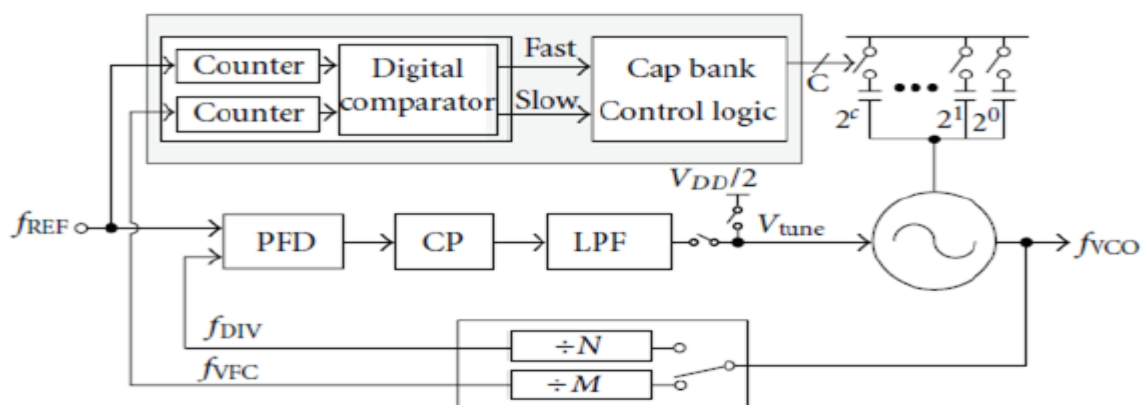 Counter
Counter
Digital
comparator
Fast
Slow
Cap bank
Control logic
C
2^c
2^1
2^0
V_DD/2
f_REF
PFD
CP
LPF
V_tune
f_VCO
f_DIV
÷N
f_VFC
÷M